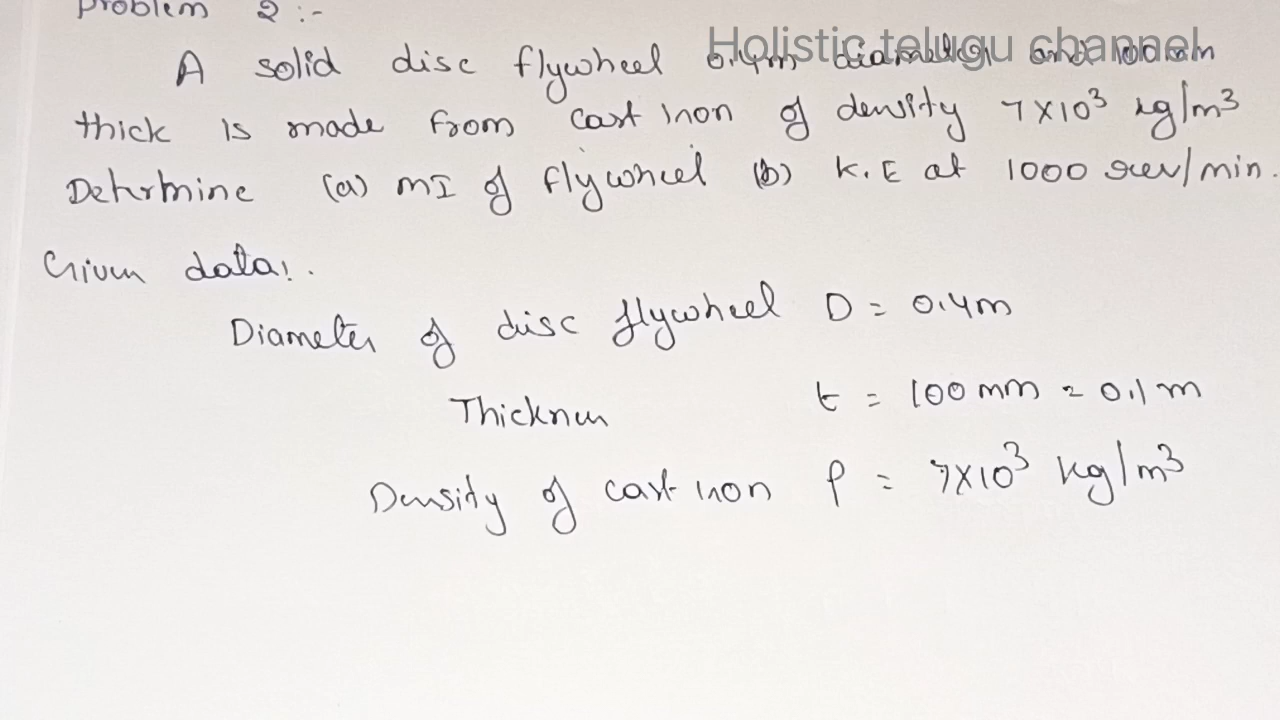 Problem 2 :-
Holistic telugu channel
A solid disc flywheel 0.4m diameter and 100mm
thick is made from cast iron of density 7×10³ kg/m³
Determine (a) MI of flywheel (b) K.E at 1000 rev/min.
Given data:.
Diameter of disc flywheel D = 0.4m
Thickness t = 100 mm = 0.1 m
Density of cast iron ρ = 7×10³ kg/m³